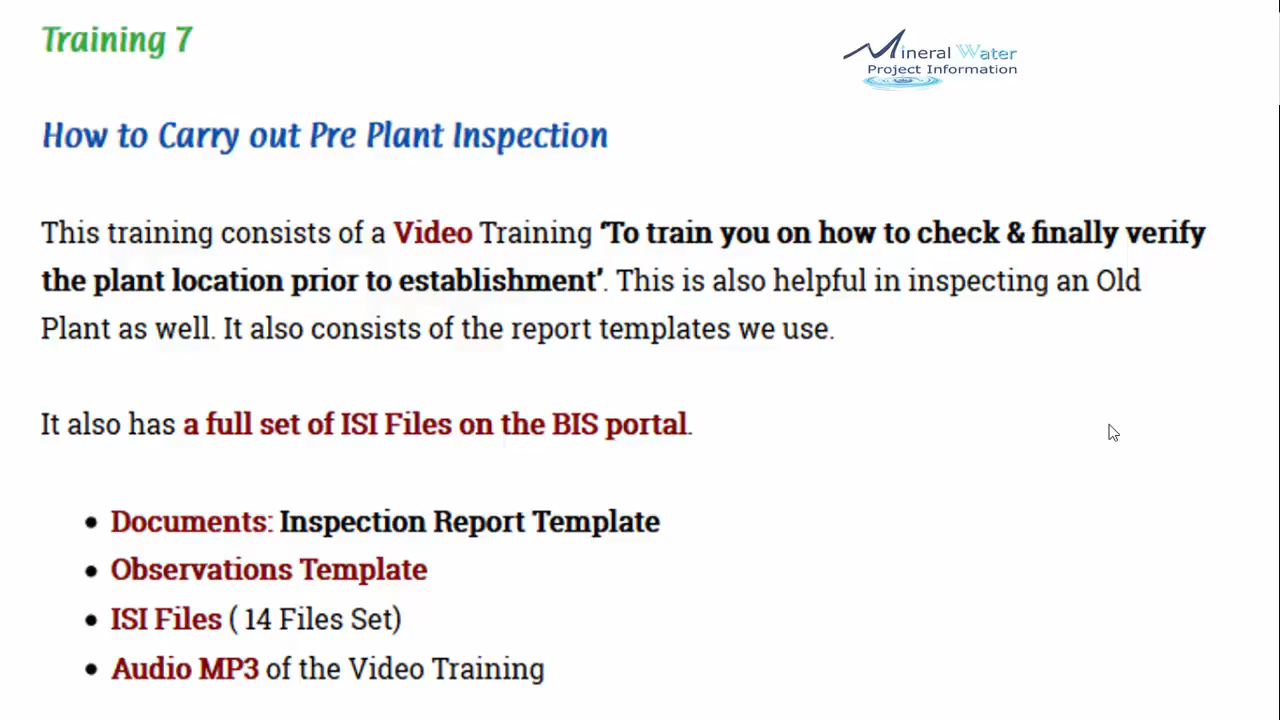 Training 7
Mineral Water
Project Information
How to Carry out Pre Plant Inspection
This training consists of a Video Training ‘To train you on how to check & finally verify
the plant location prior to establishment’. This is also helpful in inspecting an Old
Plant as well. It also consists of the report templates we use.
It also has a full set of ISI Files on the BIS portal.
• Documents: Inspection Report Template
• Observations Template
• ISI Files ( 14 Files Set)
• Audio MP3 of the Video Training